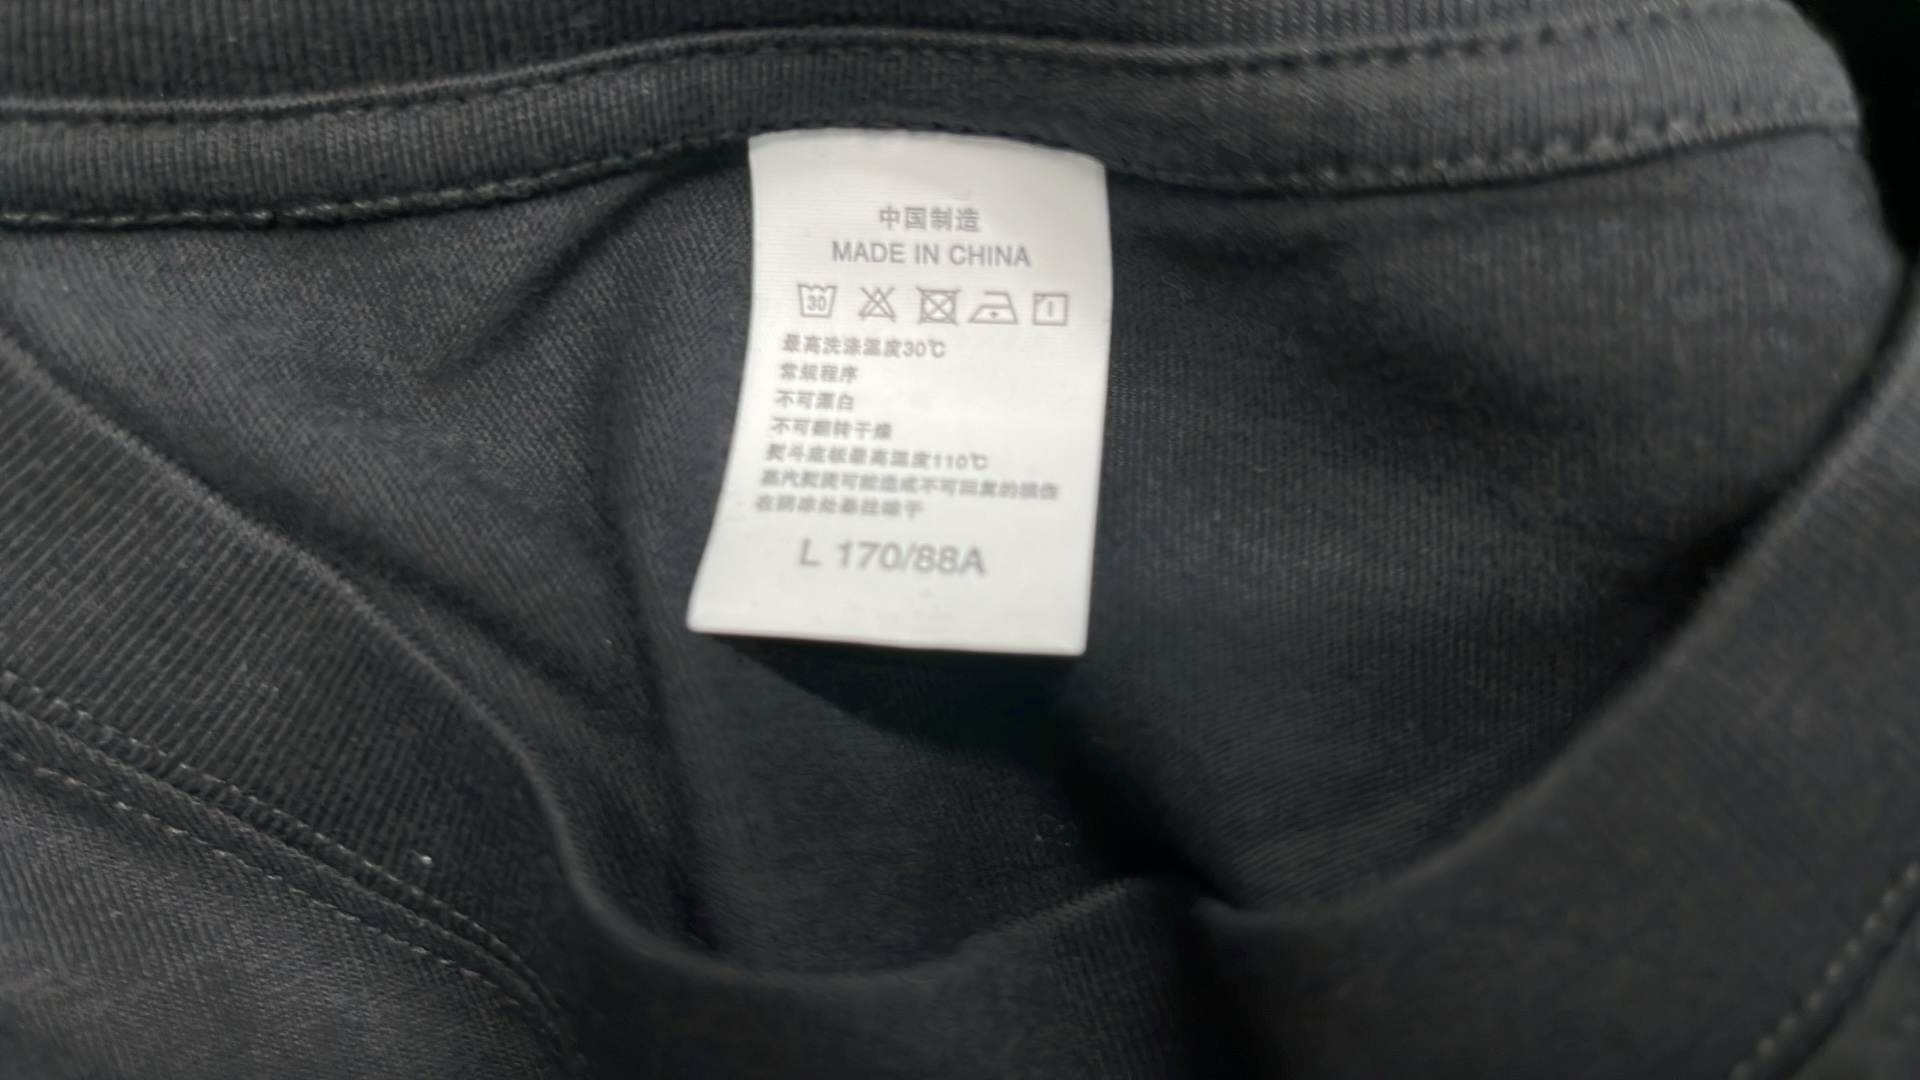 中国制造
MADE IN CHINA
30
最高洗涤温度30℃
常规程序
不可漂白
不可翻转干燥
熨斗底板最高温度110℃
蒸汽熨烫可能造成不可回复的损伤
在阴凉处悬挂晾干
L 170/88A